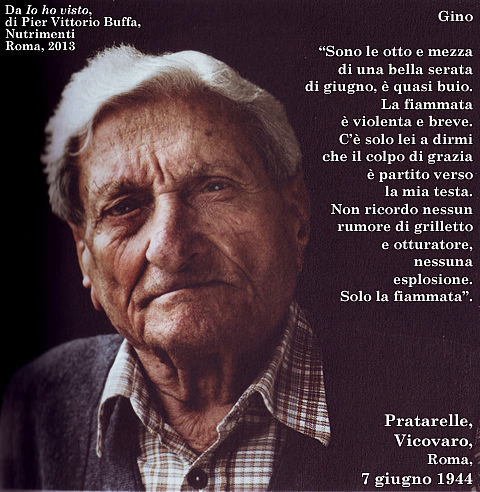 Da Io ho visto,
di Pier Vittorio Buffa,
Nutrimenti
Roma, 2013
Gino
“Sono le otto e mezza
di una bella serata
di giugno, è quasi buio.
La fiammata
è violenta e breve.
C’è solo lei a dirmi
che il colpo di grazia
è partito verso
la mia testa.
Non ricordo nessun
rumore di grilletto
e otturatore,
nessuna
esplosione.
Solo la fiammata”.
Pratarelle,
Vicovaro,
Roma,
7 giugno 1944